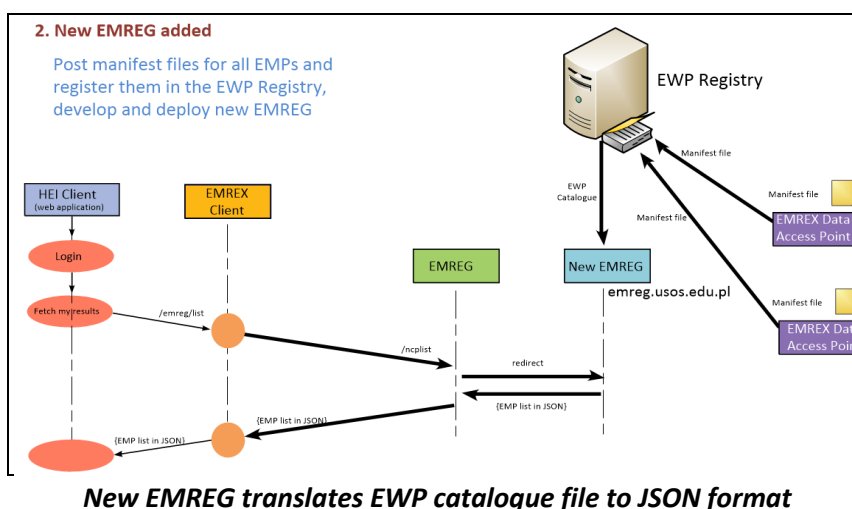 2. New EMREG added
Post manifest files for all EMPs and
register them in the EWP Registry,
develop and deploy new EMREG
EWP Registry
Manifest file
EWP
Catalogue
Manifest file
Manifest file
EMREX Data
Access Point
HEI Client
(web application)
EMREX
Client
EMREG
New EMREG
emreg.usos.edu.pl
Login
Manifest file
EMREX Data
Access Point
Fetch my results
/emreg/list
/ncplist
redirect
{EMP list in JSON}
{EMP list in JSON}
{EMP list in JSON}
New EMREG translates EWP catalogue file to JSON format